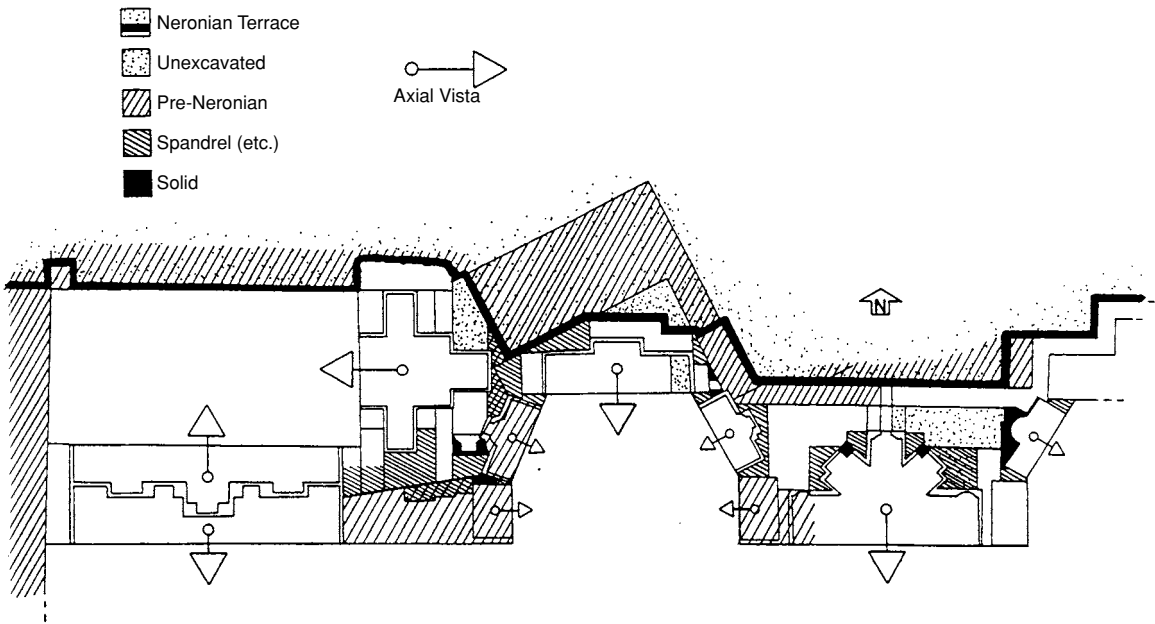 Neronian Terrace
Unexcavated
Axial Vista
Pre-Neronian
Spandrel (etc.)
Solid
N